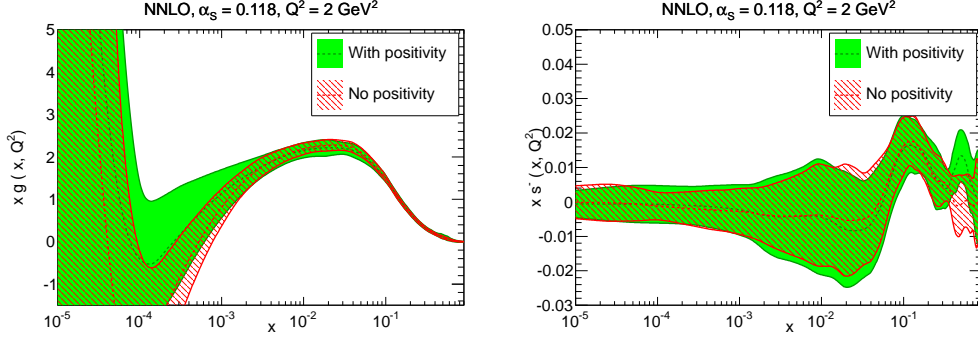 NNLO, α_S = 0.118, Q² = 2 GeV²
x g ( x, Q²)
5
4
3
2
1
0
-1
With positivity
No positivity
10⁻⁵
10⁻⁴
10⁻³
10⁻²
10⁻¹
x
NNLO, α_S = 0.118, Q² = 2 GeV²
x s⁻ ( x, Q²)
0.05
0.04
0.03
0.02
0.01
0
-0.01
-0.02
-0.03
With positivity
No positivity
10⁻⁵
10⁻⁴
10⁻³
10⁻²
10⁻¹
x